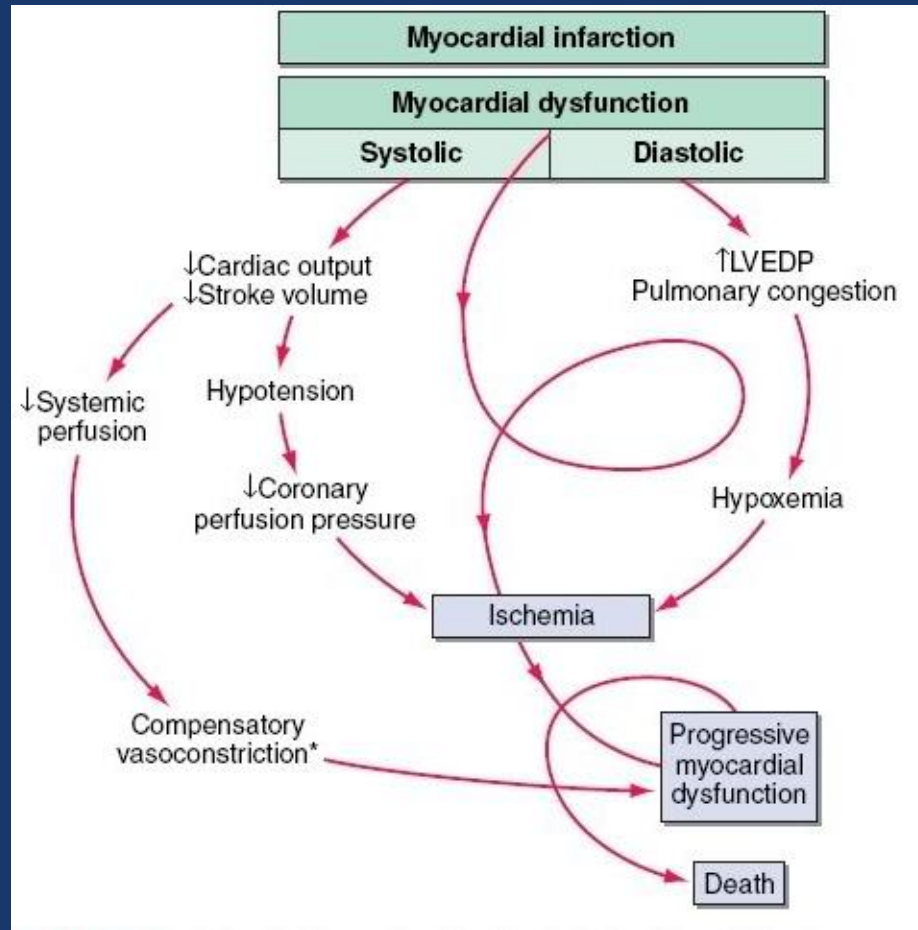 Myocardial infarction
Myocardial dysfunction
Systolic
Diastolic
↓Cardiac output
↓Stroke volume
↑LVEDP
Pulmonary congestion
↓Systemic
perfusion
Hypotension
↓Coronary
perfusion pressure
Hypoxemia
Ischemia
Compensatory
vasoconstriction*
Progressive
myocardial
dysfunction
Death